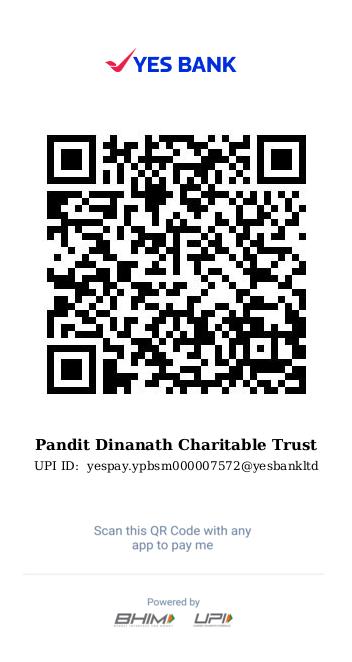 YES BANK
Pandit Dinanath Charitable Trust
UPI ID: yespay.ypbsm000007572@yesbankltd
Scan this QR Code with any
app to pay me
Powered by
BHIM UPI